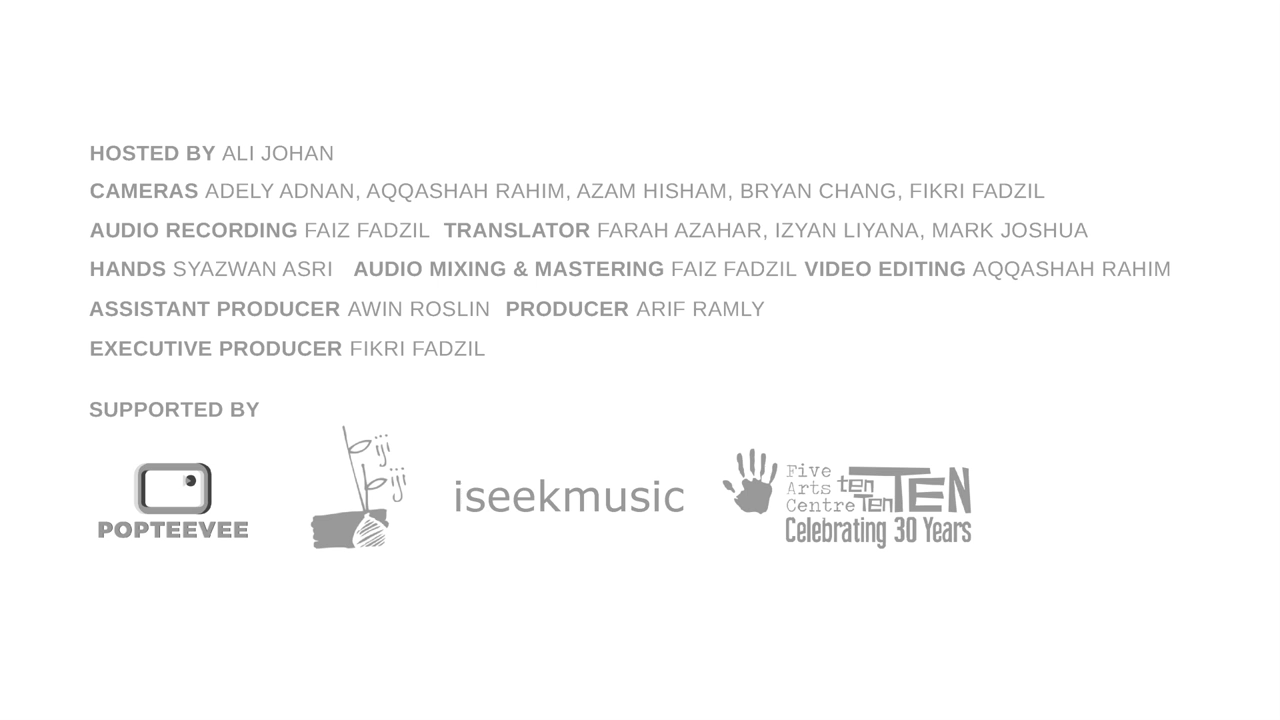 HOSTED BY ALI JOHAN
CAMERAS ADELY ADNAN, AQQASHAH RAHIM, AZAM HISHAM, BRYAN CHANG, FIKRI FADZIL
AUDIO RECORDING FAIZ FADZIL TRANSLATOR FARAH AZAHAR, IZYAN LIYANA, MARK JOSHUA
HANDS SYAZWAN ASRI AUDIO MIXING & MASTERING FAIZ FADZIL VIDEO EDITING AQQASHAH RAHIM
ASSISTANT PRODUCER AWIN ROSLIN PRODUCER ARIF RAMLY
EXECUTIVE PRODUCER FIKRI FADZIL
SUPPORTED BY
POPTEEVEE
iji
iji
iseekmusic
Five
Arts
Centre
ten
Ten
TEN
Celebrating 30 Years